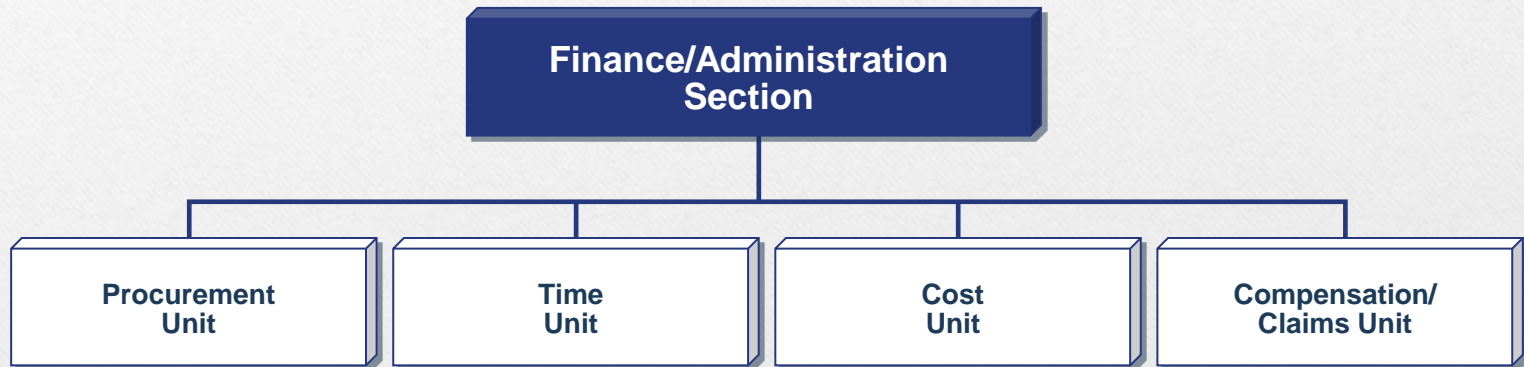 Finance/Administration
Section
Procurement
Unit
Time
Unit
Cost
Unit
Compensation/
Claims Unit